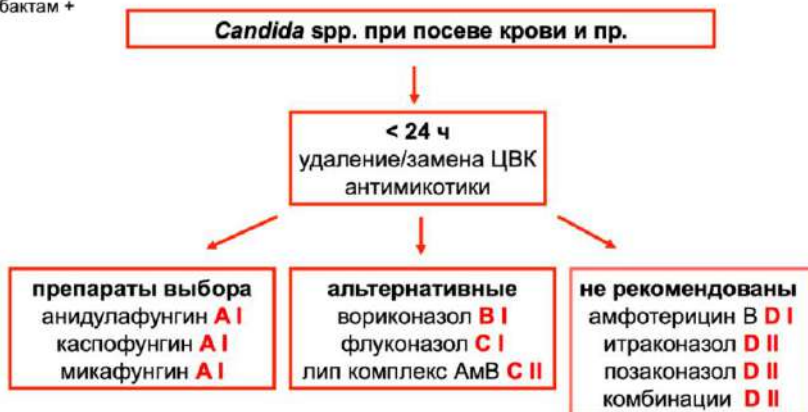 бактам +
Candida spp. при посеве крови и пр.
< 24 ч
удаление/замена ЦВК
антимикотики
препараты выбора
анидулафунгин A I
каспофунгин A I
микафунгин A I
альтернативные
вориконазол B I
флуконазол C I
лип комплекс АмВ C II
не рекомендованы
амфотерицин В D I
итраконазол D II
позаконазол D II
комбинации D II